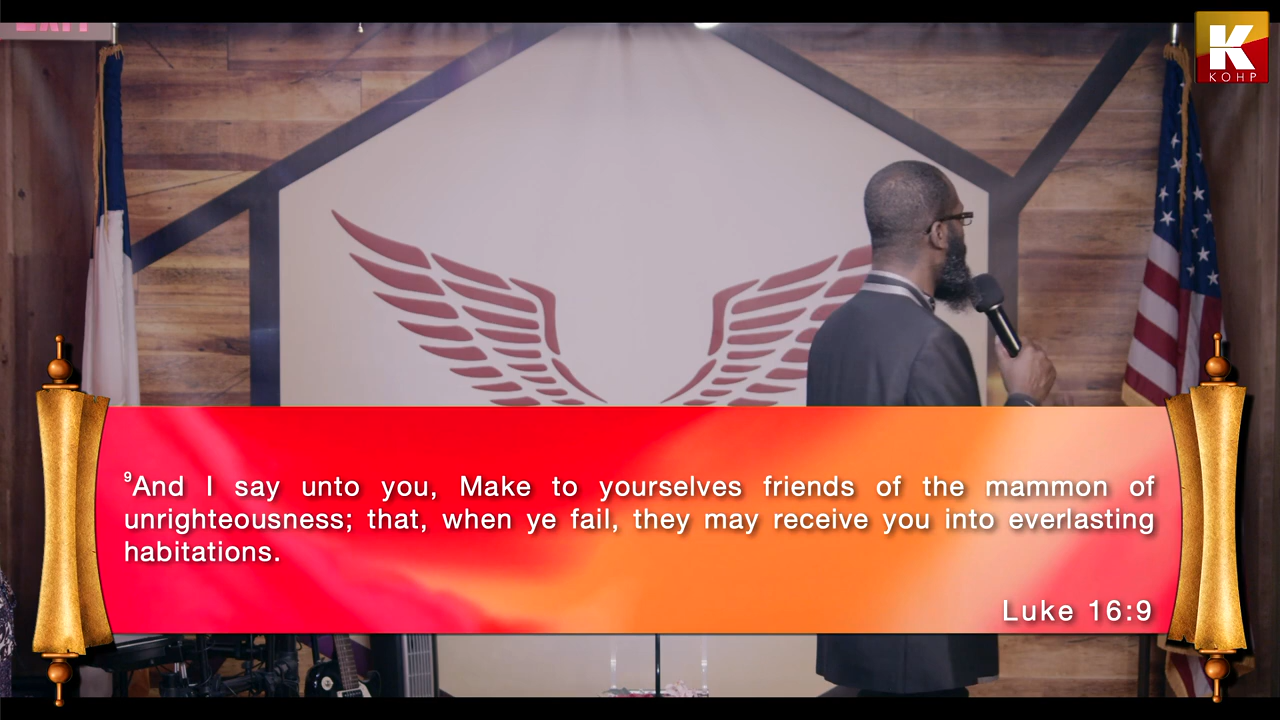 EXIT
K
KOHP
⁹And I say unto you, Make to yourselves friends of the mammon of
unrighteousness; that, when ye fail, they may receive you into everlasting
habitations.
Luke 16:9